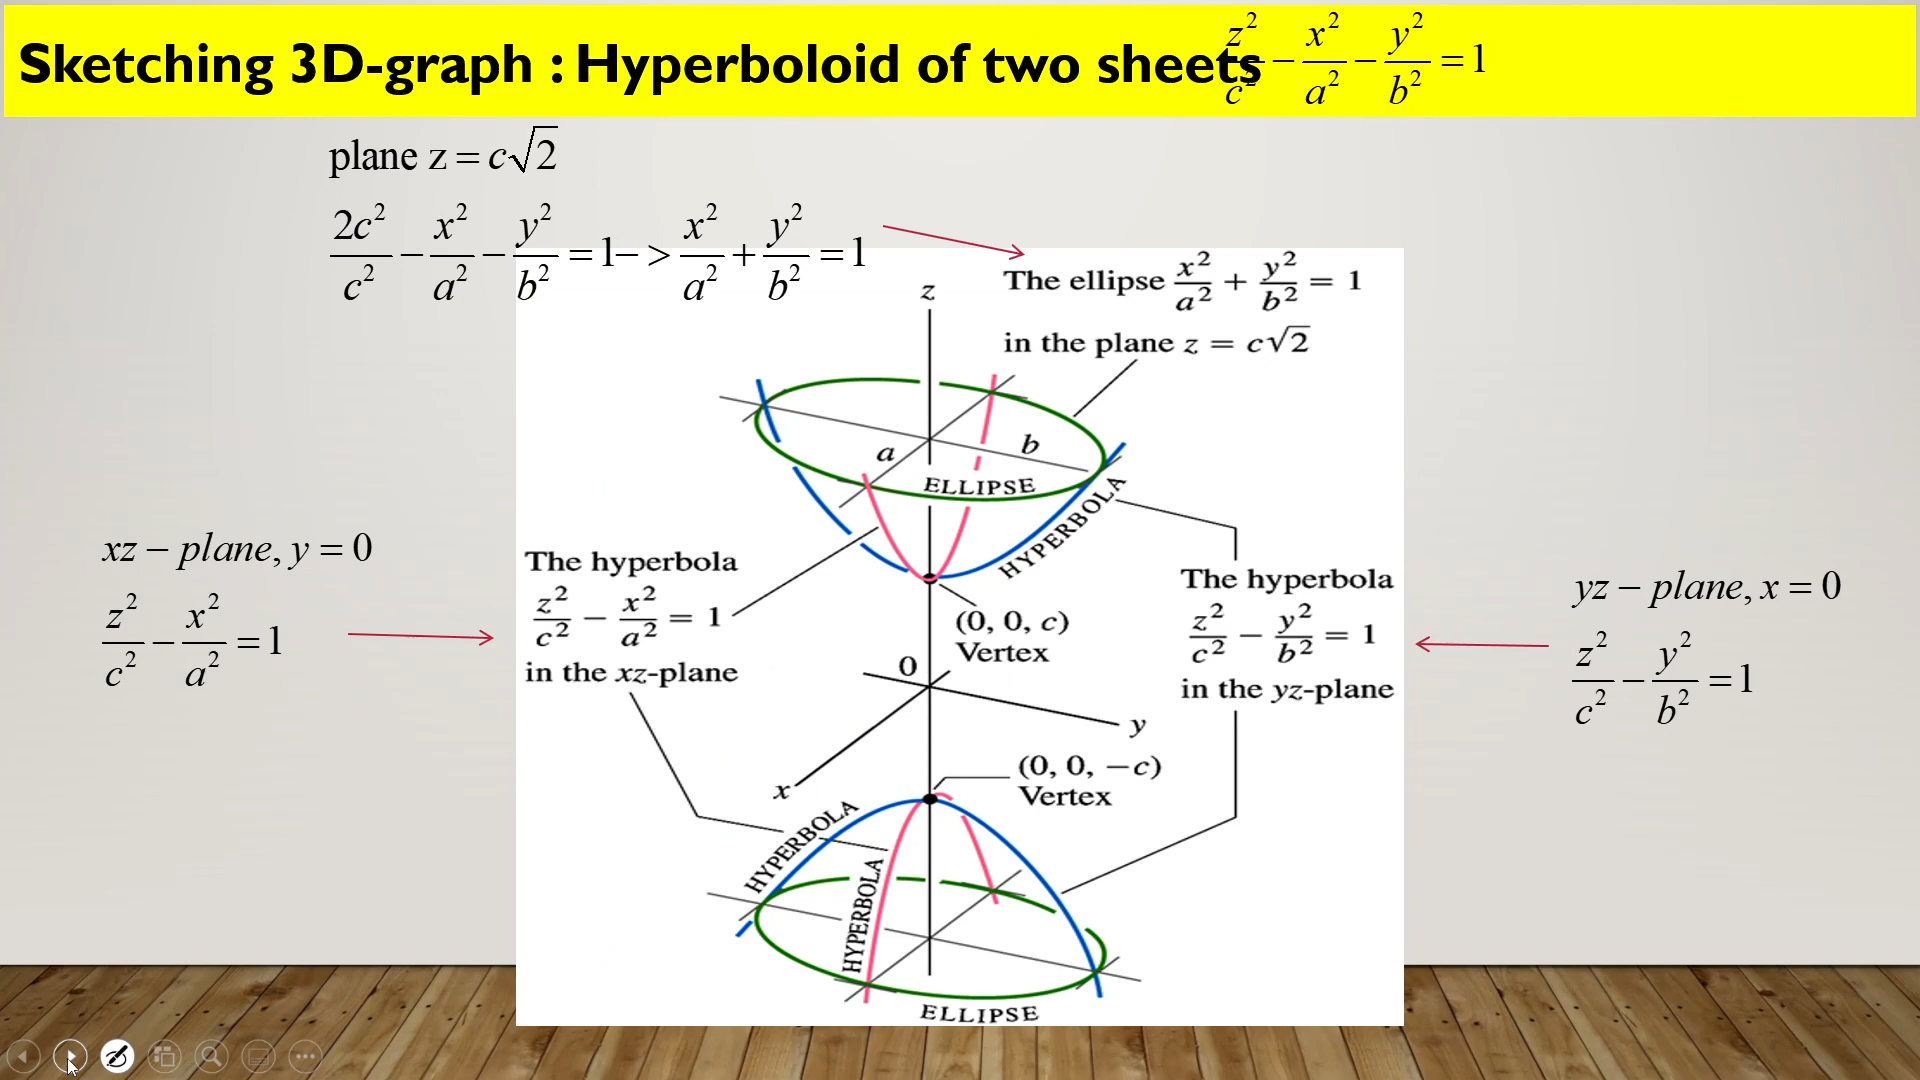 Sketching 3D-graph : Hyperboloid of two sheets z²/c² − x²/a² − y²/b² = 1
plane z = c√2
2c²/c² − x²/a² − y²/b² = 1 −> x²/a² + y²/b² = 1
z
The ellipse x²/a² + y²/b² = 1
in the plane z = c√2
a
b
ELLIPSE
HYPERBOLA
xz − plane, y = 0
z²/c² − x²/a² = 1
The hyperbola
z²/c² − x²/a² = 1
in the xz-plane
(0, 0, c)
Vertex
0
The hyperbola
z²/c² − y²/b² = 1
in the yz-plane
yz − plane, x = 0
z²/c² − y²/b² = 1
y
x
(0, 0, −c)
Vertex
HYPERBOLA
HYPERBOLA
ELLIPSE